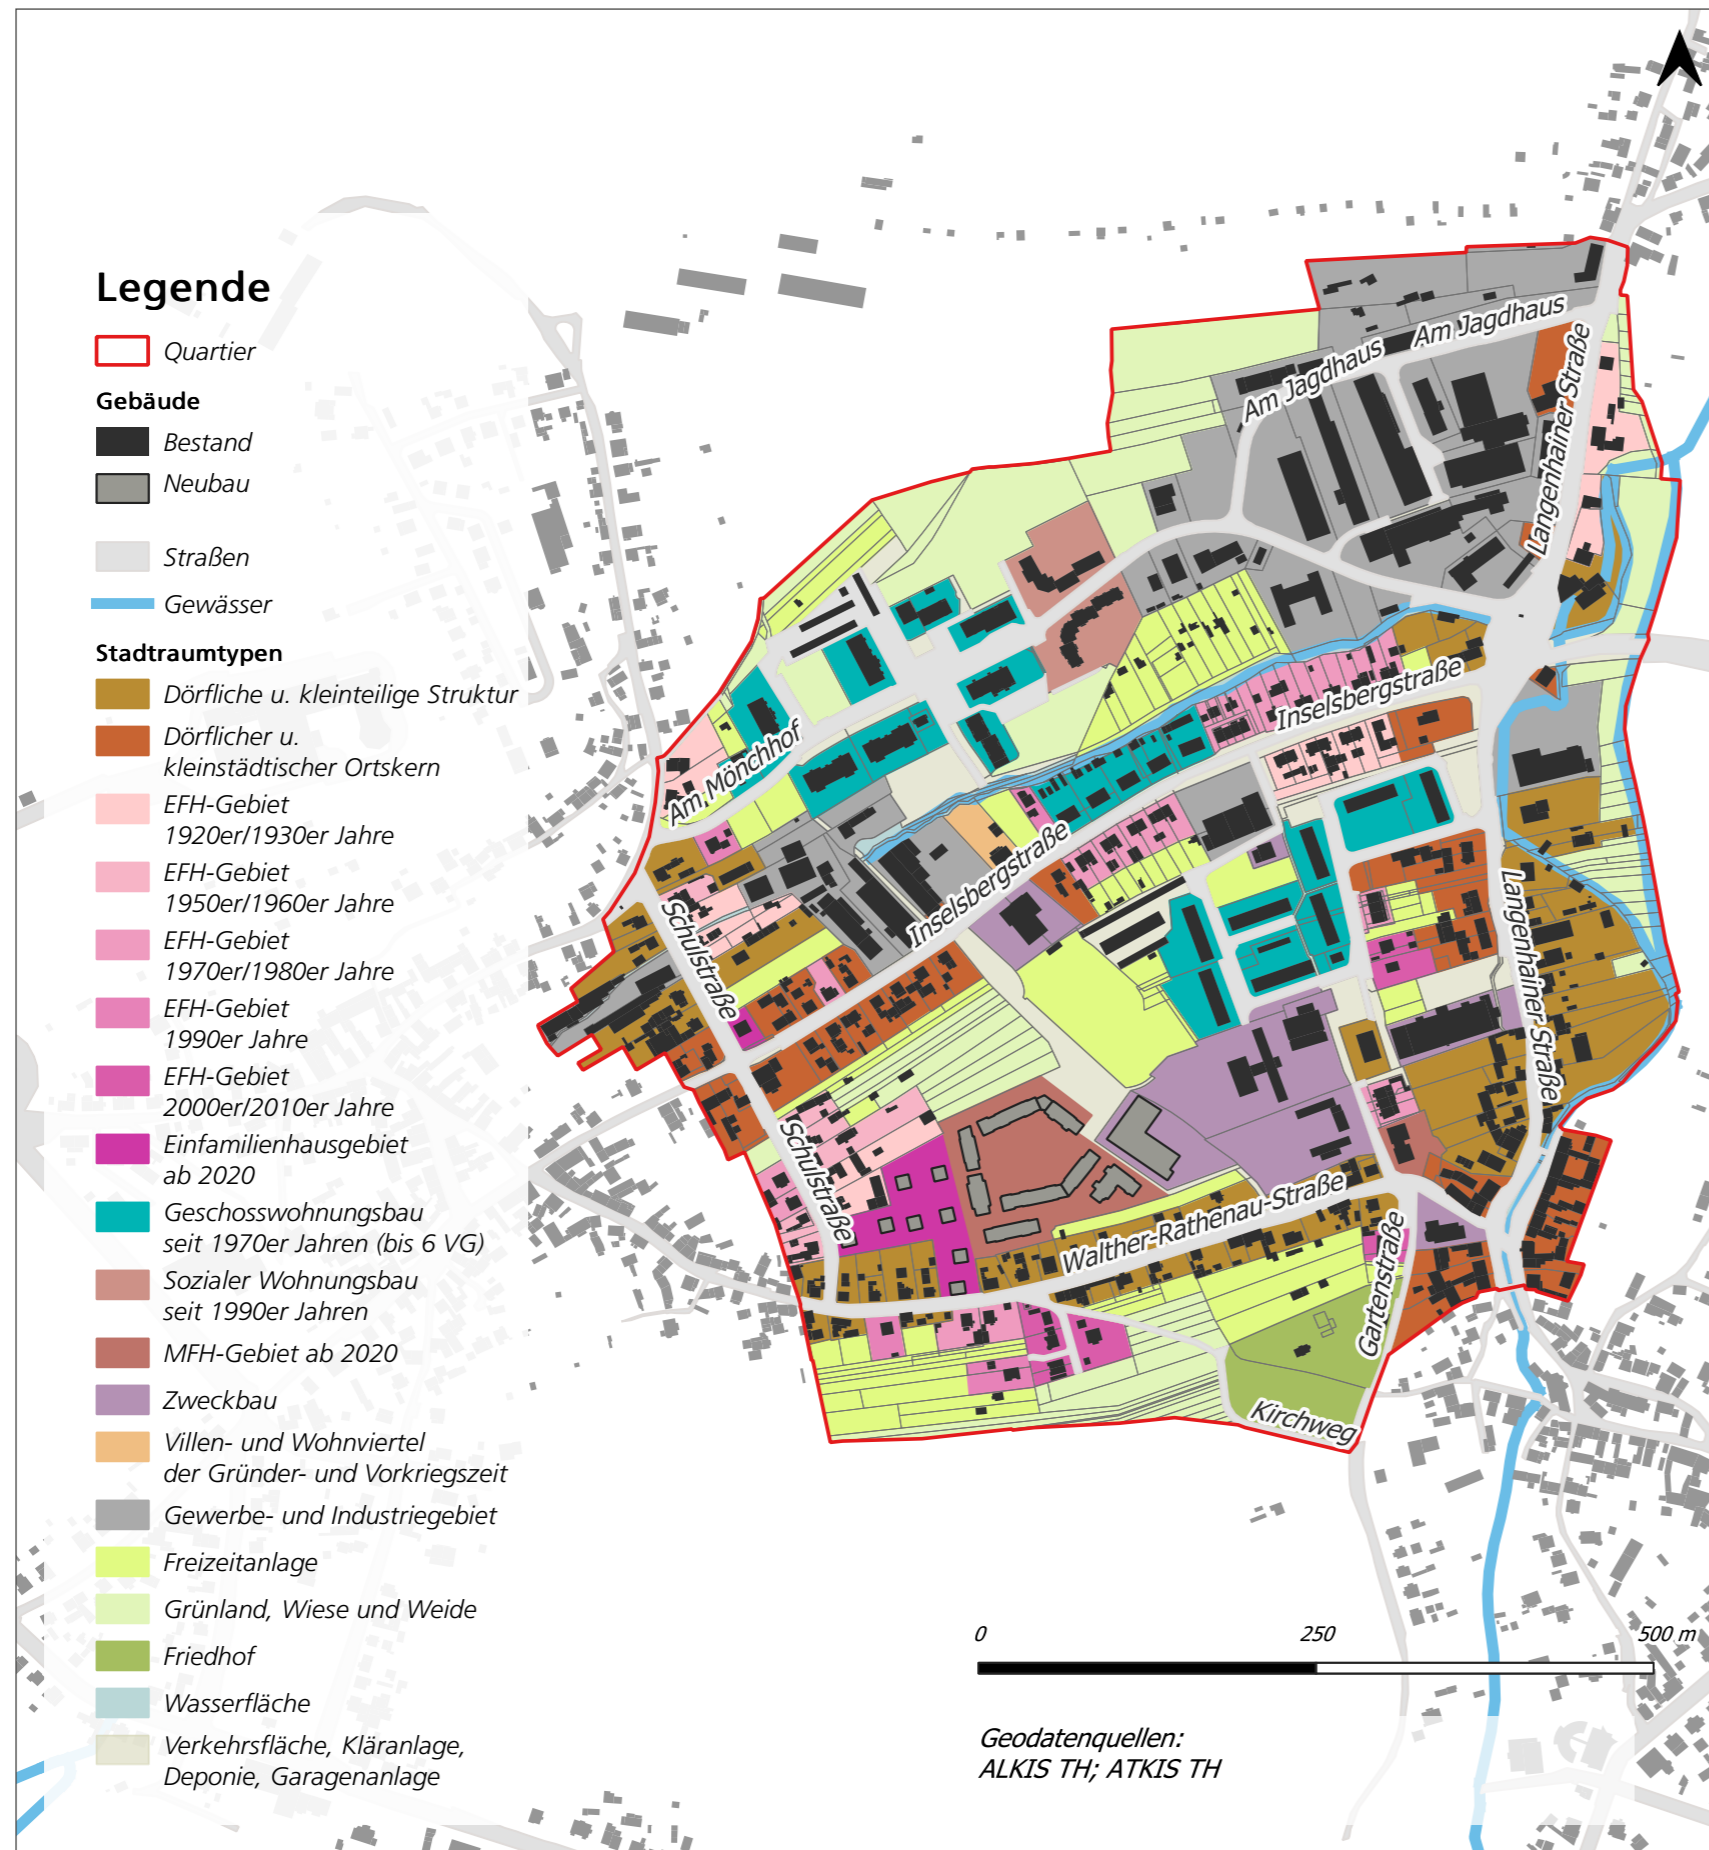 Legende
Quartier
Gebäude
Bestand
Neubau
Straßen
Gewässer
Stadtraumtypen
Dörfliche u. kleinteilige Struktur
Dörflicher u.
kleinstädtischer Ortskern
EFH-Gebiet
1920er/1930er Jahre
EFH-Gebiet
1950er/1960er Jahre
EFH-Gebiet
1970er/1980er Jahre
EFH-Gebiet
1990er Jahre
EFH-Gebiet
2000er/2010er Jahre
Einfamilienhausgebiet
ab 2020
Geschosswohnungsbau
seit 1970er Jahren (bis 6 VG)
Sozialer Wohnungsbau
seit 1990er Jahren
MFH-Gebiet ab 2020
Zweckbau
Villen- und Wohnviertel
der Gründer- und Vorkriegszeit
Gewerbe- und Industriegebiet
Freizeitanlage
Grünland, Wiese und Weide
Friedhof
Wasserfläche
Verkehrsfläche, Kläranlage,
Deponie, Garagenanlage
Am Jagdhaus
Am Jagdhaus
Langenhainer Straße
Inselsbergstraße
Am Mönchhof
Inselsbergstraße
Schulstraße
Langenhainer Straße
Schulstraße
Walther-Rathenau-Straße
Gartenstraße
Kirchweg
0 250 500 m
Geodatenquellen:
ALKIS TH; ATKIS TH